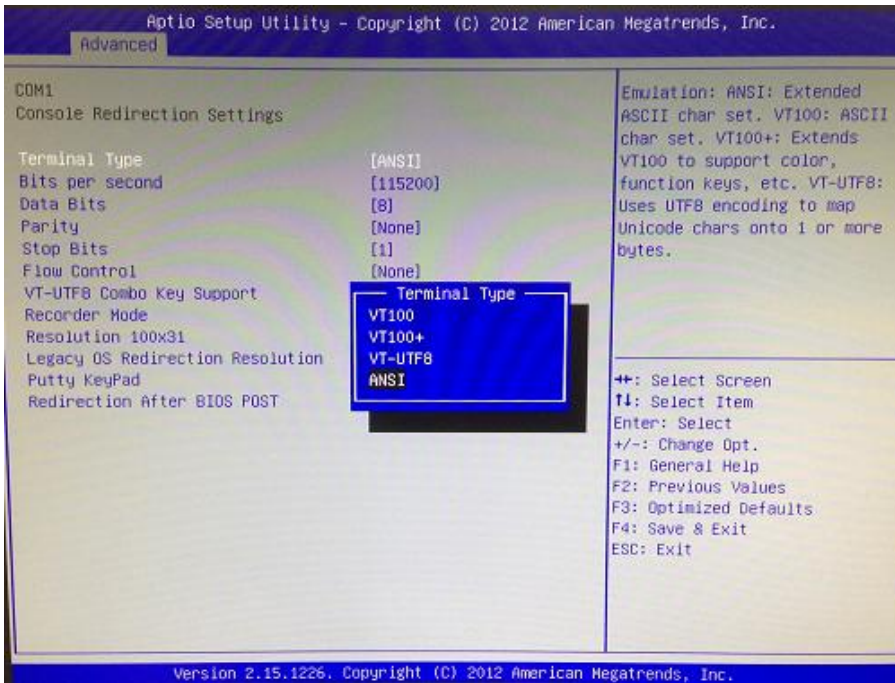 Aptio Setup Utility – Copyright (C) 2012 American Megatrends, Inc.
Advanced
COM1
Console Redirection Settings
Terminal Type [ANSI]
Bits per second [115200]
Data Bits [8]
Parity [None]
Stop Bits [1]
Flow Control [None]
VT-UTF8 Combo Key Support
Recorder Mode
Resolution 100x31
Legacy OS Redirection Resolution
Putty KeyPad
Redirection After BIOS POST
Terminal Type
VT100
VT100+
VT-UTF8
ANSI
Emulation: ANSI: Extended
ASCII char set. VT100: ASCII
char set. VT100+: Extends
VT100 to support color,
function keys, etc. VT-UTF8:
Uses UTF8 encoding to map
Unicode chars onto 1 or more
bytes.
→←: Select Screen
↑↓: Select Item
Enter: Select
+/-: Change Opt.
F1: General Help
F2: Previous Values
F3: Optimized Defaults
F4: Save & Exit
ESC: Exit
Version 2.15.1226. Copyright (C) 2012 American Megatrends, Inc.